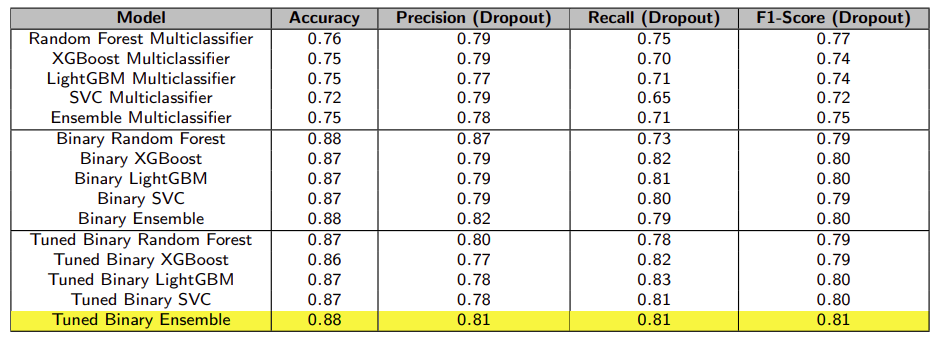 Model Accuracy Precision (Dropout) Recall (Dropout) F1-Score (Dropout)
Random Forest Multiclassifier 0.76 0.79 0.75 0.77
XGBoost Multiclassifier 0.75 0.79 0.70 0.74
LightGBM Multiclassifier 0.75 0.77 0.71 0.74
SVC Multiclassifier 0.72 0.79 0.65 0.72
Ensemble Multiclassifier 0.75 0.78 0.71 0.75
Binary Random Forest 0.88 0.87 0.73 0.79
Binary XGBoost 0.87 0.79 0.82 0.80
Binary LightGBM 0.87 0.79 0.81 0.80
Binary SVC 0.87 0.79 0.80 0.79
Binary Ensemble 0.88 0.82 0.79 0.80
Tuned Binary Random Forest 0.87 0.80 0.78 0.79
Tuned Binary XGBoost 0.86 0.77 0.82 0.79
Tuned Binary LightGBM 0.87 0.78 0.83 0.80
Tuned Binary SVC 0.87 0.78 0.81 0.80
Tuned Binary Ensemble 0.88 0.81 0.81 0.81